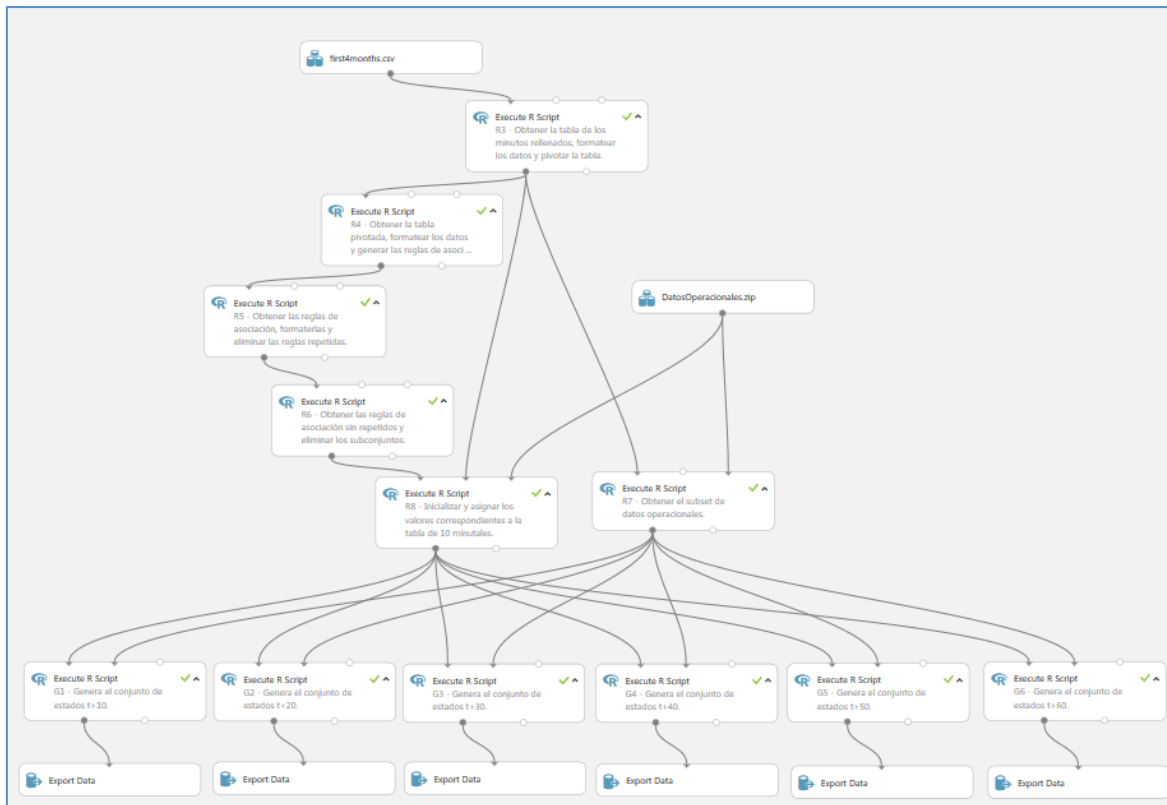 first4months.csv
Execute R Script
R3 - Obtener la tabla de los
minutos rellenados, formatear
los datos y pivotar la tabla.
Execute R Script
R4 - Obtener la tabla
pivotada, formatear los datos
y generar las reglas de asoci ...
Execute R Script
R5 - Obtener las reglas de
asociación, formaterlas y
eliminar las reglas repetidas.
DatosOperacionales.zip
Execute R Script
R6 - Obtener las reglas de
asociación sin repetidos y
eliminar los subconjuntos.
Execute R Script
R8 - Inicializar y asignar los
valores correspondientes a la
tabla de 10 minutales.
Execute R Script
R7 - Obtener el subset de
datos operacionales.
Execute R Script
G1 - Genera el conjunto de
estados t+10.
Execute R Script
G2 - Genera el conjunto de
estados t+20.
Execute R Script
G3 - Genera el conjunto de
estados t+30.
Execute R Script
G4 - Genera el conjunto de
estados t+40.
Execute R Script
G5 - Genera el conjunto de
estados t+50.
Execute R Script
G6 - Genera el conjunto de
estados t+60.
Export Data
Export Data
Export Data
Export Data
Export Data
Export Data